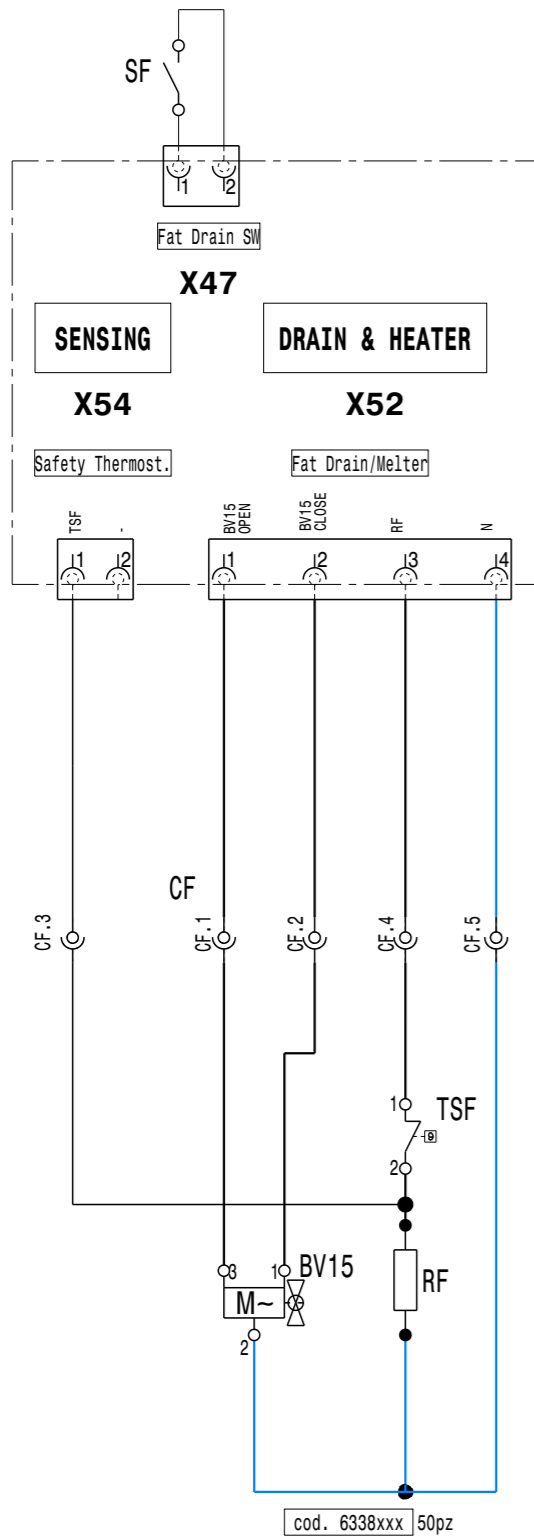 SF
1 2
Fat Drain SW
X47
SENSING
DRAIN & HEATER
X54
X52
Safety Thermost.
Fat Drain/Melter
TSF
-
BV15
OPEN
BV15
CLOSE
RF
N
1 2
1 2 3 4
CF
CF.3
CF.1
CF.2
CF.4
CF.5
1
TSF
2
3
1
BV15
M~
2
RF
cod. 6338xxx 50pz